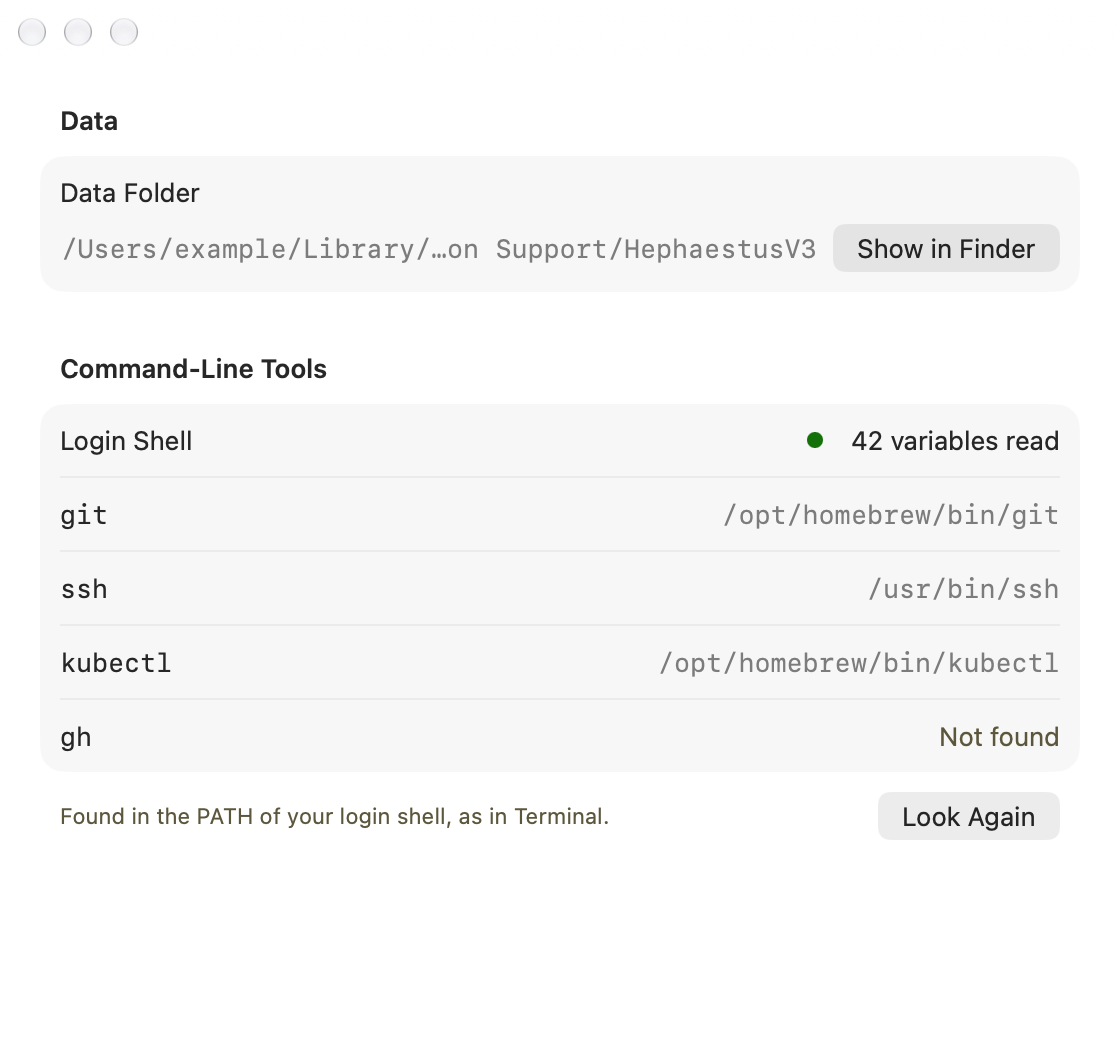 Data
Data Folder
/Users/example/Library/…on Support/HephaestusV3
Show in Finder
Command-Line Tools
Login Shell
42 variables read
git
/opt/homebrew/bin/git
ssh
/usr/bin/ssh
kubectl
/opt/homebrew/bin/kubectl
gh
Not found
Found in the PATH of your login shell, as in Terminal.
Look Again